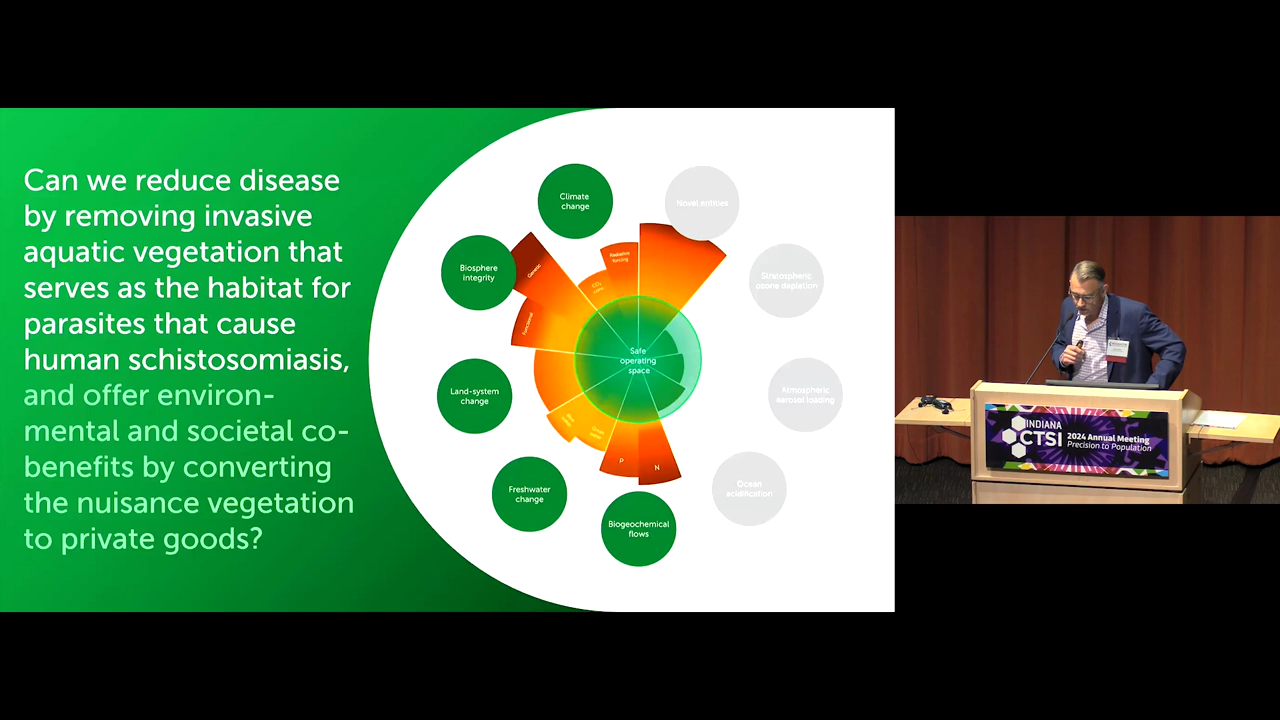 Can we reduce disease
by removing invasive
aquatic vegetation that
serves as the habitat for
parasites that cause
human schistosomiasis,
and offer environ-
mental and societal co-
benefits by converting
the nuisance vegetation
to private goods?
Climate
change
Novel entities
Biosphere
integrity
Genetic
Radiative
forcing
CO₂
Stratospheric
ozone depletion
Functional
Safe
operating
space
Land-system
change
Atmospheric
aerosol loading
P
N
Freshwater
change
Ocean
acidification
Biogeochemical
flows
INDIANA
CTSI
2024 Annual Meeting
Precision to Population